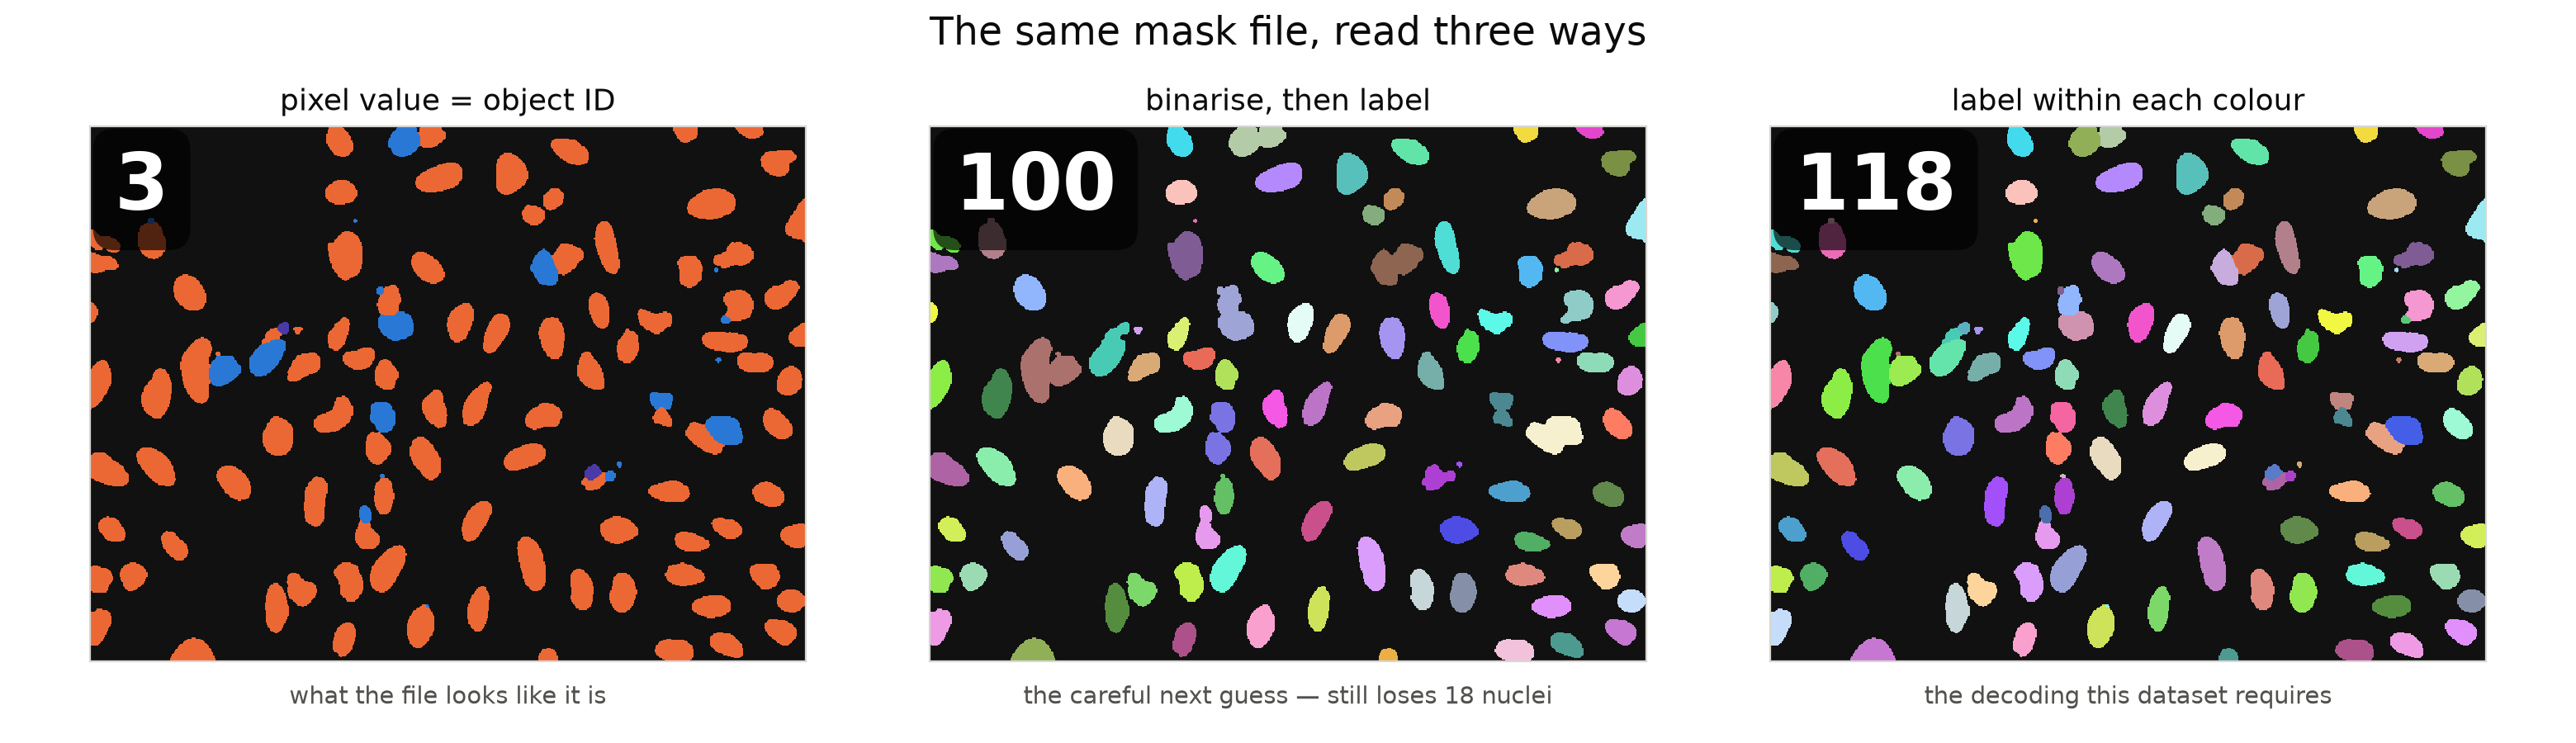 The same mask file, read three ways
pixel value = object ID
binarise, then label
label within each colour
3
100
118
what the file looks like it is
the careful next guess — still loses 18 nuclei
the decoding this dataset requires